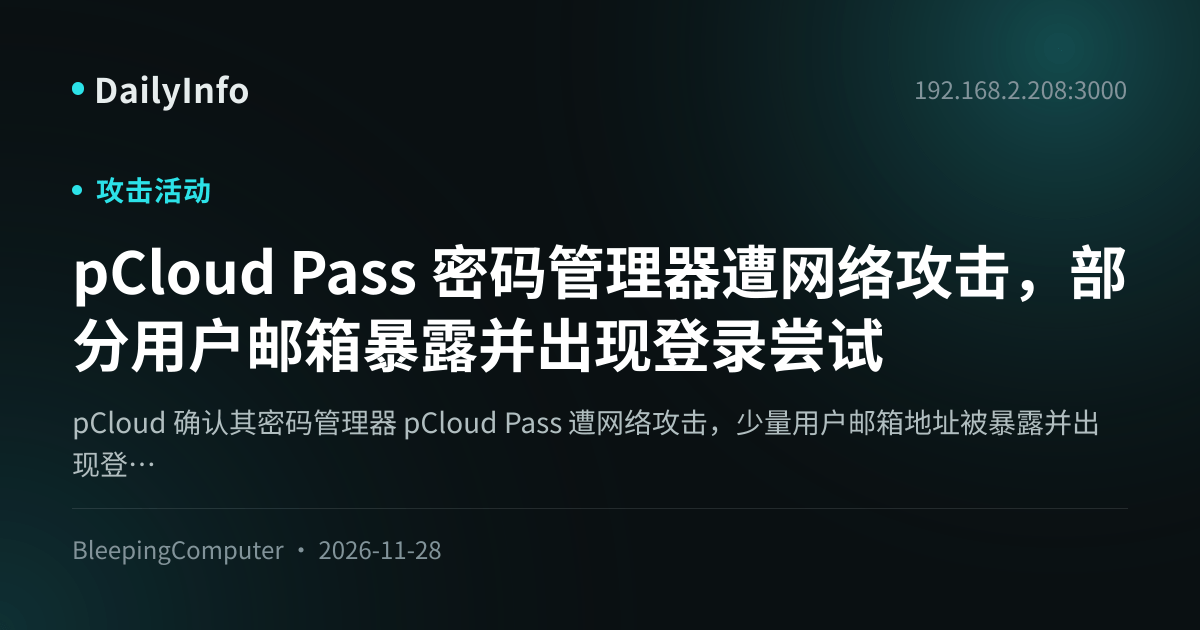 DailyInfo
192.168.2.208:3000
攻击活动
pCloud Pass 密码管理器遭网络攻击，部
分用户邮箱暴露并出现登录尝试
pCloud 确认其密码管理器 pCloud Pass 遭网络攻击，少量用户邮箱地址被暴露并出
现登…
BleepingComputer • 2026-11-28